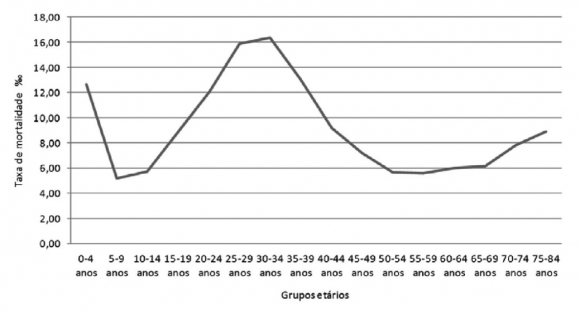 18,00
16,00
14,00
12,00
10,00
8,00
6,00
4,00
2,00
0,00
Taxa de mortalidade ‰
0-4 5-9 10-14 15-19 20-24 25-29 30-34 35-39 40-44 45-49 50-54 55-59 60-64 65-69 70-74 75-84
anos anos anos anos anos anos anos anos anos anos anos anos anos anos anos anos
Grupos etários